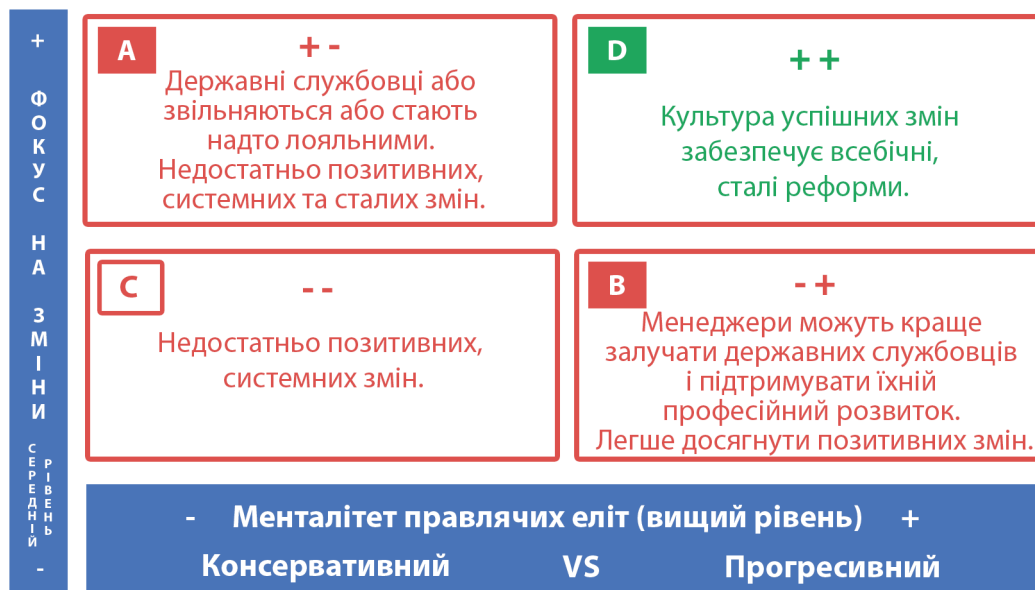 +
ФОКУС НА ЗМІНИ
СЕРЕДНІЙ
РІВЕНЬ
-
A
+ -
Державні службовці або
звільняються або стають
надто лояльними.
Недостатньо позитивних,
системних та сталих змін.
D
+ +
Культура успішних змін
забезпечує всебічні,
сталі реформи.
C
- -
Недостатньо позитивних,
системних змін.
B
- +
Менеджери можуть краще
залучати державних службовців
і підтримувати їхній
професійний розвиток.
Легше досягнути позитивних змін.
- Менталітет правлячих еліт (вищий рівень) +
Консервативний VS Прогресивний